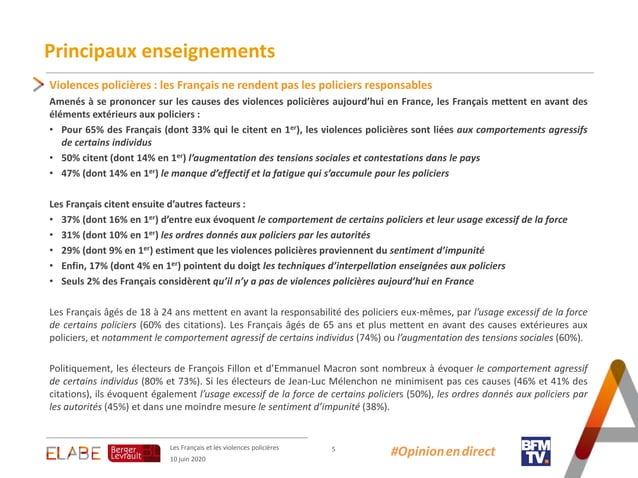 Principaux enseignements
Violences policières : les Français ne rendent pas les policiers responsables
Amenés à se prononcer sur les causes des violences policières aujourd’hui en France, les Français mettent en avant des
éléments extérieurs aux policiers :
• Pour 65% des Français (dont 33% qui le citent en 1er), les violences policières sont liées aux comportements agressifs
de certains individus
• 50% citent (dont 14% en 1er) l’augmentation des tensions sociales et contestations dans le pays
• 47% (dont 14% en 1er) le manque d’effectif et la fatigue qui s’accumule pour les policiers
Les Français citent ensuite d’autres facteurs :
• 37% (dont 16% en 1er) d’entre eux évoquent le comportement de certains policiers et leur usage excessif de la force
• 31% (dont 10% en 1er) les ordres donnés aux policiers par les autorités
• 29% (dont 9% en 1er) estiment que les violences policières proviennent du sentiment d’impunité
• Enfin, 17% (dont 4% en 1er) pointent du doigt les techniques d’interpellation enseignées aux policiers
• Seuls 2% des Français considèrent qu’il n’y a pas de violences policières aujourd’hui en France
Les Français âgés de 18 à 24 ans mettent en avant la responsabilité des policiers eux-mêmes, par l’usage excessif de la force
de certains policiers (60% des citations). Les Français âgés de 65 ans et plus mettent en avant des causes extérieures aux
policiers, et notamment le comportement agressif de certains individus (74%) ou l’augmentation des tensions sociales (60%).
Politiquement, les électeurs de François Fillon et d’Emmanuel Macron sont nombreux à évoquer le comportement agressif
de certains individus (80% et 73%). Si les électeurs de Jean-Luc Mélenchon ne minimisent pas ces causes (46% et 41% des
citations), ils évoquent également l’usage excessif de la force de certains policiers (50%), les ordres donnés aux policiers par
les autorités (45%) et dans une moindre mesure le sentiment d’impunité (38%).
ELABE
Berger
Levrault
Les Français et les violences policières
10 juin 2020
5
#Opinion en direct
BFM
TV.